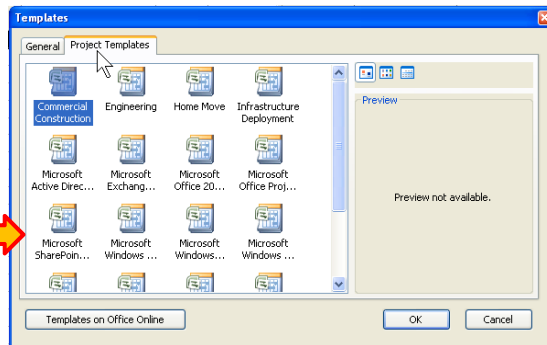 Templates
General Project Templates
Commercial Construction
Engineering
Home Move
Infrastructure Deployment
Microsoft Active Direc...
Microsoft Exchang...
Microsoft Office 20...
Microsoft Office Proj...
Microsoft SharePoin...
Microsoft Windows ...
Microsoft Windows...
Microsoft Windows ...
Preview
Preview not available.
Templates on Office Online
OK
Cancel